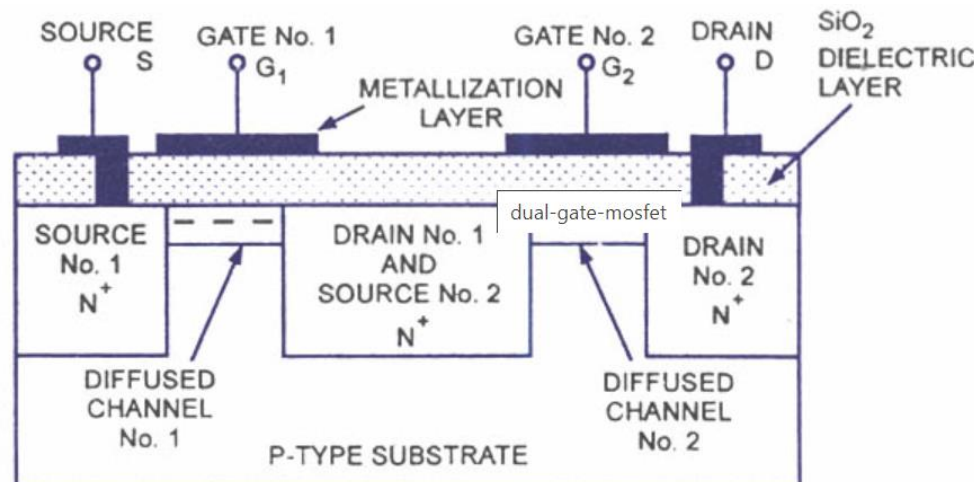 SOURCE
S
GATE No. 1
G₁
GATE No. 2
G₂
DRAIN
D
SiO₂
DIELECTRIC
LAYER
METALLIZATION
LAYER
dual-gate-mosfet
SOURCE
No. 1
N⁺
DRAIN No. 1
AND
SOURCE No. 2
N⁺
DRAIN
No. 2
N⁺
DIFFUSED
CHANNEL
No. 1
DIFFUSED
CHANNEL
No. 2
P-TYPE SUBSTRATE